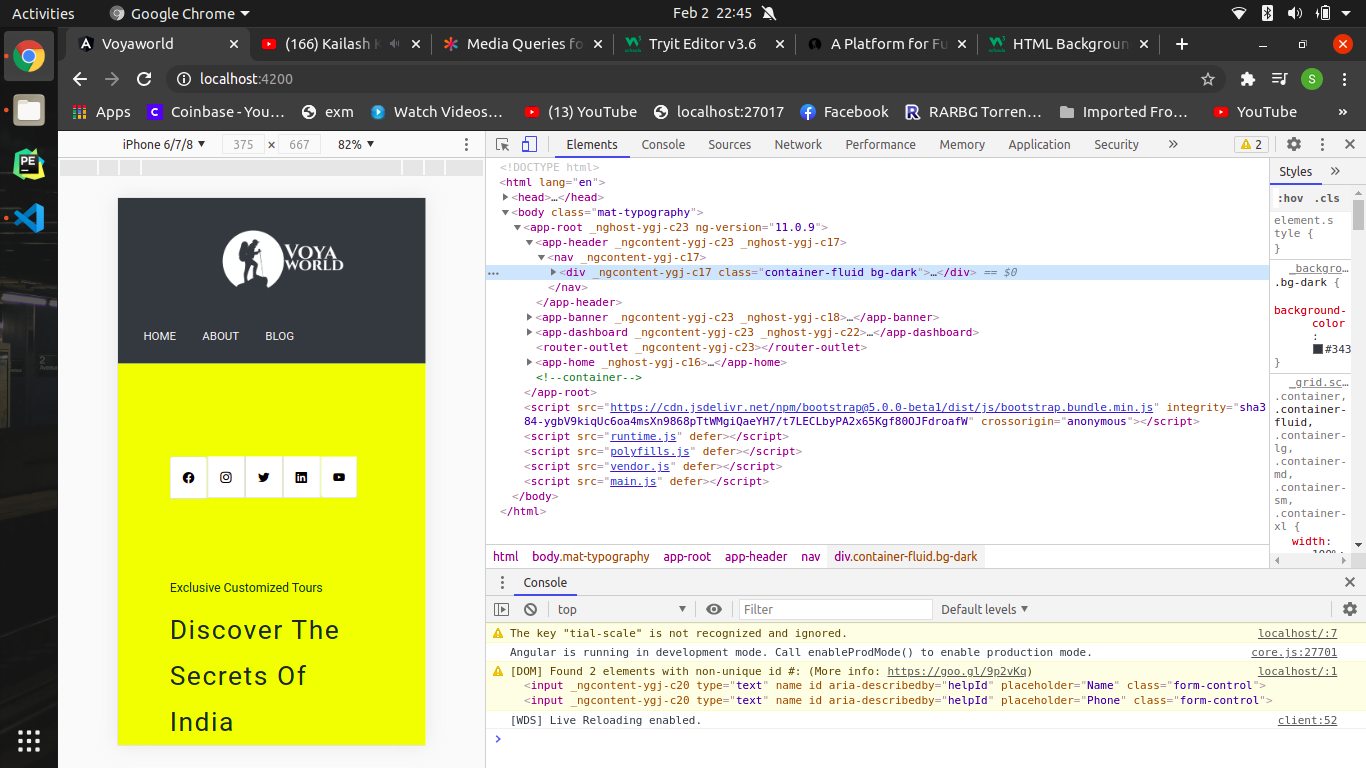 Activities
Google Chrome
Feb 2 22:45
Voyaworld
(166) Kailash K
Media Queries fo
Tryit Editor v3.6
A Platform for Fu
HTML Backgroun
localhost:4200
S
Apps
Coinbase - You…
exm
Watch Videos…
(13) YouTube
localhost:27017
Facebook
RARBG Torren…
Imported Fro…
YouTube
»
iPhone 6/7/8
375 × 667
82%
Elements
Console
Sources
Network
Performance
Memory
Application
Security
»
2
VOYA
WORLD
HOME
ABOUT
BLOG
Exclusive Customized Tours
Discover The
Secrets Of
India
<!DOCTYPE html>
<html lang="en">
<head>…</head>
<body class="mat-typography">
<app-root _nghost-ygj-c23 ng-version="11.0.9">
<app-header _ngcontent-ygj-c23 _nghost-ygj-c17>
<nav _ngcontent-ygj-c17>
<div _ngcontent-ygj-c17 class="container-fluid bg-dark">…</div> == $0
</nav>
</app-header>
<app-banner _ngcontent-ygj-c23 _nghost-ygj-c18>…</app-banner>
<app-dashboard _ngcontent-ygj-c23 _nghost-ygj-c22>…</app-dashboard>
<router-outlet _ngcontent-ygj-c23></router-outlet>
<app-home _nghost-ygj-c16>…</app-home>
<!--container-->
</app-root>
<script src="https://cdn.jsdelivr.net/npm/bootstrap@5.0.0-beta1/dist/js/bootstrap.bundle.min.js" integrity="sha3
84-ygbV9kiqUc6oa4msXn9868pTtWMgiQaeYH7/t7LECLbyPA2x65Kgf80OJFdroafW" crossorigin="anonymous"></script>
<script src="runtime.js" defer></script>
<script src="polyfills.js" defer></script>
<script src="vendor.js" defer></script>
<script src="main.js" defer></script>
</body>
</html>
html
body.mat-typography
app-root
app-header
nav
div.container-fluid.bg-dark
Styles
»
:hov
.cls
element.s
tyle {
}
_backgro…
.bg-dark {
background-
color
:
#343
}
_grid.sc…
.container,
.container-
fluid,
.container-
lg,
.container-
md,
.container-
sm,
.container-
xl {
width:
100%;
Console
top
Filter
Default levels
The key "tial-scale" is not recognized and ignored.
localhost/:7
Angular is running in development mode. Call enableProdMode() to enable production mode.
core.js:27701
[DOM] Found 2 elements with non-unique id #: (More info: https://goo.gl/9p2vKq)
localhost/:1
<input _ngcontent-ygj-c20 type="text" name id aria-describedby="helpId" placeholder="Name" class="form-control">
<input _ngcontent-ygj-c20 type="text" name id aria-describedby="helpId" placeholder="Phone" class="form-control">
[WDS] Live Reloading enabled.
client:52